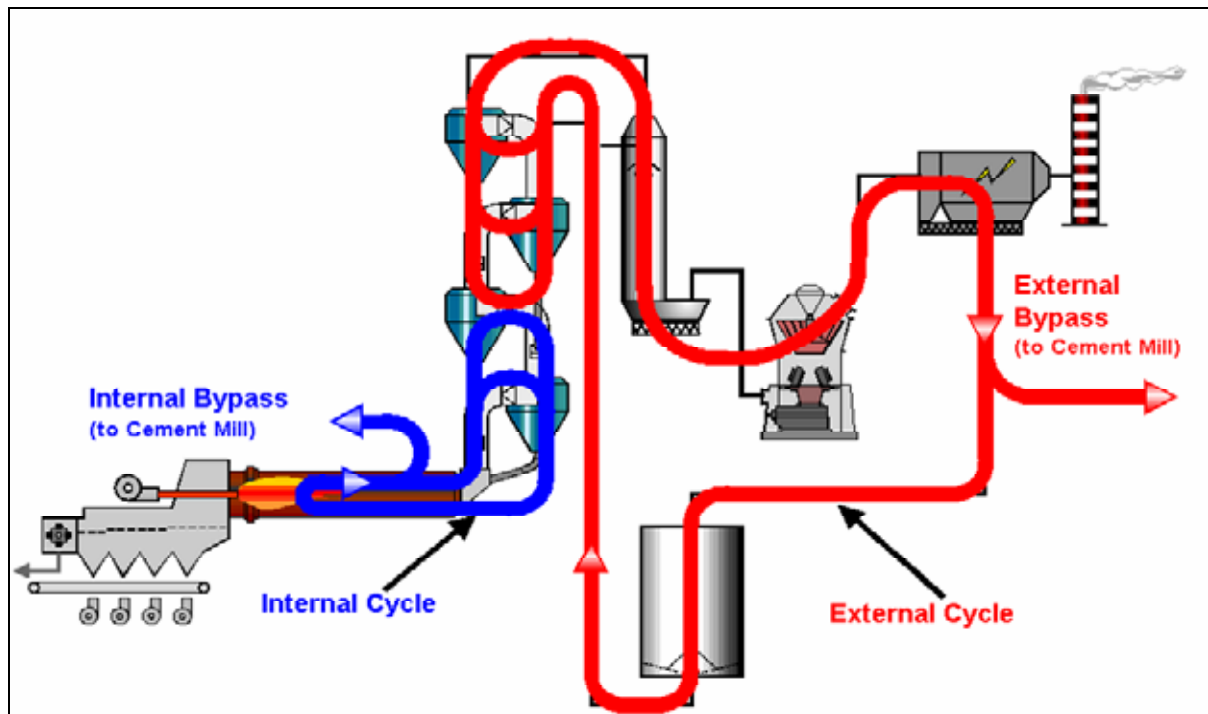 External
Bypass
(to Cement Mill)
Internal Bypass
(to Cement Mill)
Internal Cycle
External Cycle